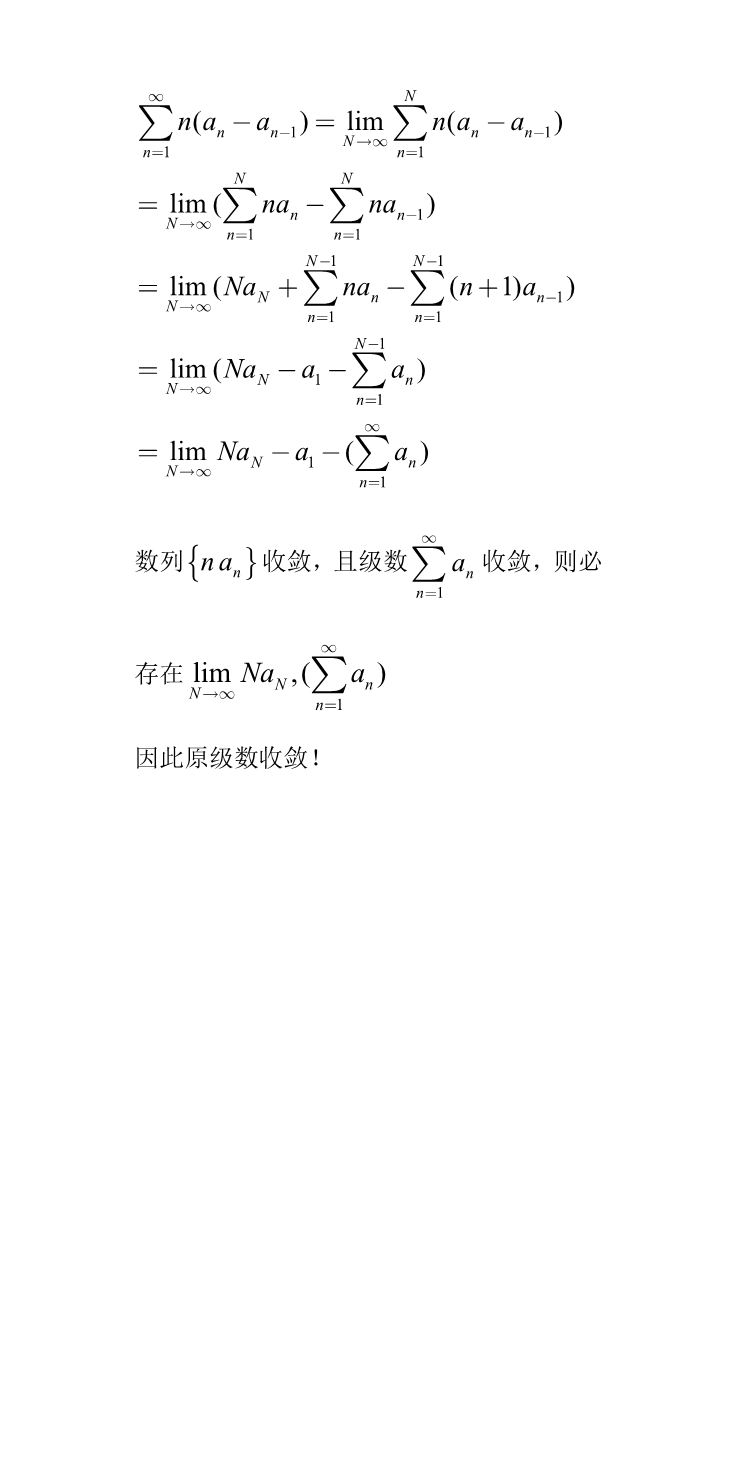 $\sum_{n=1}^{\infty} n(a_n - a_{n-1}) = \lim_{N \to \infty} \sum_{n=1}^{N} n(a_n - a_{n-1})$
$= \lim_{N \to \infty} (\sum_{n=1}^{N} na_n - \sum_{n=1}^{N} na_{n-1})$
$= \lim_{N \to \infty} (Na_N + \sum_{n=1}^{N-1} na_n - \sum_{n=1}^{N-1} (n+1)a_{n-1})$
$= \lim_{N \to \infty} (Na_N - a_1 - \sum_{n=1}^{N-1} a_n)$
$= \lim_{N \to \infty} Na_N - a_1 - (\sum_{n=1}^{\infty} a_n)$
数列$\{n a_n\}$收敛，且级数$\sum_{n=1}^{\infty} a_n$收敛，则必
存在$\lim_{N \to \infty} Na_N, (\sum_{n=1}^{\infty} a_n)$
因此原级数收敛！